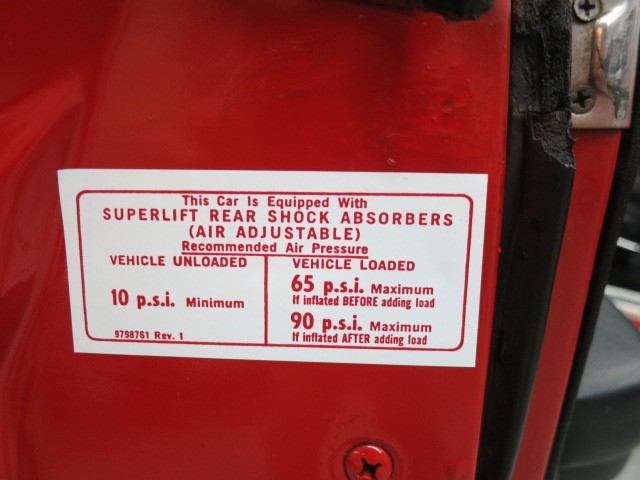 This Car Is Equipped With
SUPERLIFT REAR SHOCK ABSORBERS
(AIR ADJUSTABLE)
Recommended Air Pressure
VEHICLE UNLOADED
10 p.s.i. Minimum
9798761 Rev. 1
VEHICLE LOADED
65 p.s.i. Maximum
If inflated BEFORE adding load
90 p.s.i. Maximum
If inflated AFTER adding load